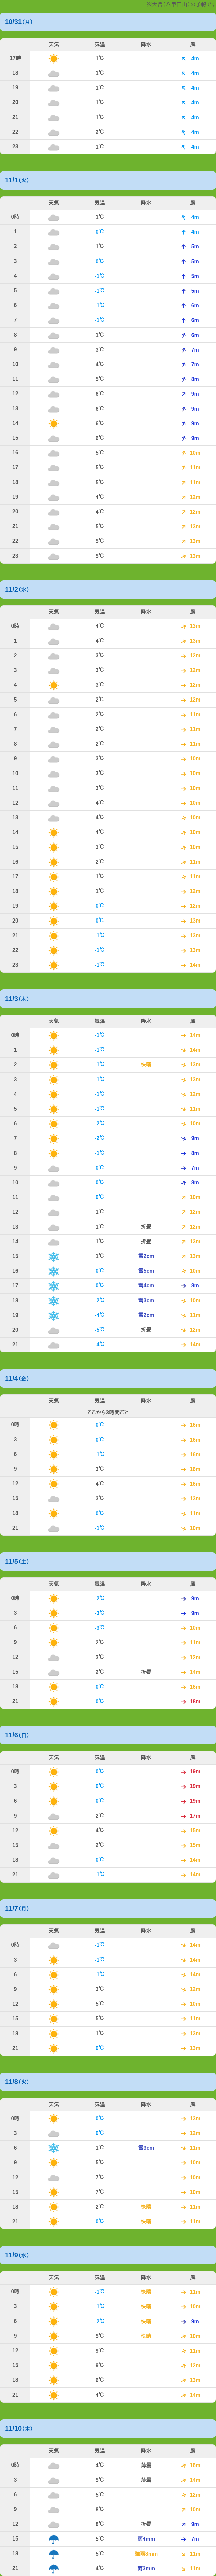 10/31(月)
天気 気温 降水 風
17時 1℃ 4m
18 1℃ 4m
19 1℃ 4m
20 1℃ 4m
21 1℃ 4m
22 2℃ 4m
23 1℃ 4m
11/1(火)
天気 気温 降水 風
0時 1℃ 4m
1 0℃ 4m
2 1℃ 5m
3 0℃ 5m
4 -1℃ 5m
5 -1℃ 5m
6 -1℃ 6m
7 -1℃ 6m
8 1℃ 6m
9 3℃ 7m
10 4℃ 7m
11 5℃ 8m
12 6℃ 9m
13 6℃ 9m
14 6℃ 9m
15 6℃ 9m
16 5℃ 10m
17 5℃ 11m
18 5℃ 11m
19 4℃ 12m
20 4℃ 12m
21 5℃ 13m
22 5℃ 13m
23 5℃ 13m
11/2(水)
天気 気温 降水 風
0時 4℃ 13m
1 4℃ 13m
2 3℃ 12m
3 3℃ 12m
4 3℃ 12m
5 2℃ 12m
6 2℃ 11m
7 2℃ 11m
8 2℃ 11m
9 3℃ 10m
10 3℃ 10m
11 3℃ 10m
12 4℃ 10m
13 4℃ 10m
14 4℃ 10m
15 3℃ 10m
16 2℃ 11m
17 1℃ 11m
18 1℃ 12m
19 0℃ 12m
20 0℃ 13m
21 -1℃ 13m
22 -1℃ 13m
23 -1℃ 14m
11/3(木)
天気 気温 降水 風
0時 -1℃ 14m
1 -1℃ 14m
2 -1℃ 快晴 13m
3 -1℃ 13m
4 -1℃ 12m
5 -1℃ 11m
6 -2℃ 10m
7 -2℃ 9m
8 -1℃ 8m
9 0℃ 7m
10 0℃ 8m
11 0℃ 10m
12 1℃ 12m
13 1℃ 折曇 12m
14 1℃ 折曇 13m
15 1℃ 雪2cm 13m
16 0℃ 雪5cm 10m
17 0℃ 雪4cm 8m
18 -2℃ 雪3cm 10m
19 -4℃ 雪2cm 11m
20 -5℃ 折曇 12m
21 -4℃ 14m
11/4(金)
天気 気温 降水 風
ここから3時間ごと
0時 0℃ 16m
3 0℃ 16m
6 -1℃ 16m
9 3℃ 16m
12 4℃ 16m
15 3℃ 13m
18 0℃ 11m
21 -1℃ 10m
11/5(土)
天気 気温 降水 風
0時 -2℃ 9m
3 -3℃ 9m
6 -3℃ 10m
9 2℃ 11m
12 3℃ 12m
15 2℃ 折曇 14m
18 0℃ 16m
21 0℃ 18m
11/6(日)
天気 気温 降水 風
0時 0℃ 19m
3 0℃ 19m
6 0℃ 19m
9 2℃ 17m
12 4℃ 15m
15 2℃ 15m
18 0℃ 14m
21 -1℃ 14m
11/7(月)
天気 気温 降水 風
0時 -1℃ 14m
3 -1℃ 14m
6 -1℃ 14m
9 3℃ 12m
12 5℃ 10m
15 5℃ 11m
18 1℃ 13m
21 0℃ 13m
11/8(火)
天気 気温 降水 風
0時 0℃ 13m
3 0℃ 12m
6 1℃ 雪3cm 11m
9 5℃ 10m
12 7℃ 10m
15 7℃ 10m
18 2℃ 快晴 11m
21 0℃ 快晴 11m
11/9(水)
天気 気温 降水 風
0時 -1℃ 快晴 11m
3 -1℃ 快晴 10m
6 -2℃ 快晴 9m
9 5℃ 快晴 10m
12 9℃ 11m
15 9℃ 12m
18 6℃ 13m
21 4℃ 14m
11/10(木)
天気 気温 降水 風
0時 4℃ 薄曇 16m
3 5℃ 薄曇 14m
6 5℃ 12m
9 8℃ 10m
12 8℃ 折曇 9m
15 5℃ 雨4mm 7m
18 5℃ 強雨8mm 11m
21 4℃ 雨3mm 11m